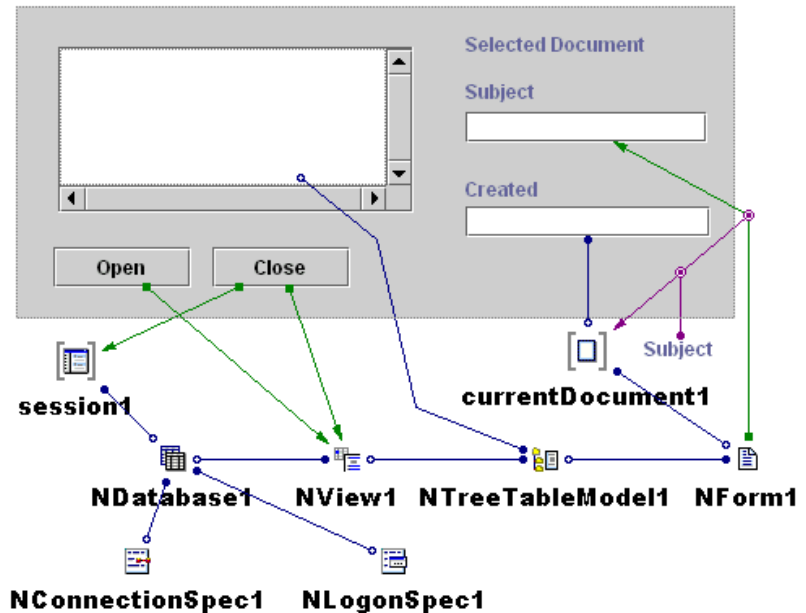 Selected Document
Subject
Created
Open
Close
Subject
session1
currentDocument1
NDatabase1
NView1
NTreeTableModel1
NForm1
NConnectionSpec1
NLogonSpec1